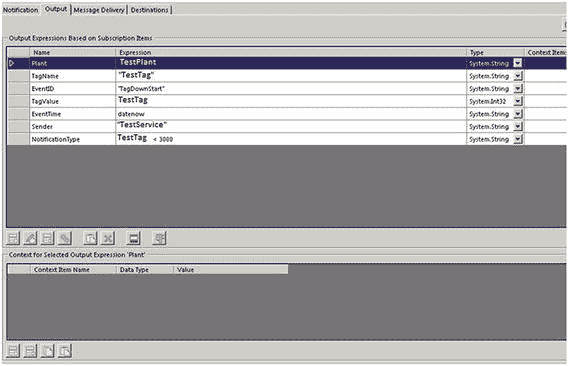 Notification Output Message Delivery Destinations
Output Expressions Based on Subscription Items
Name Expression Type Context Item
Plant TestPlant System.String
TagName "TestTag" System.String
EventID "TagDownStart" System.String
TagValue TestTag System.Int32
EventTime datenow System.String
Sender "TestService" System.String
NotificationType TestTag < 3000 System.String
Context for Selected Output Expression 'Plant'
Context Item Name Data Type Value